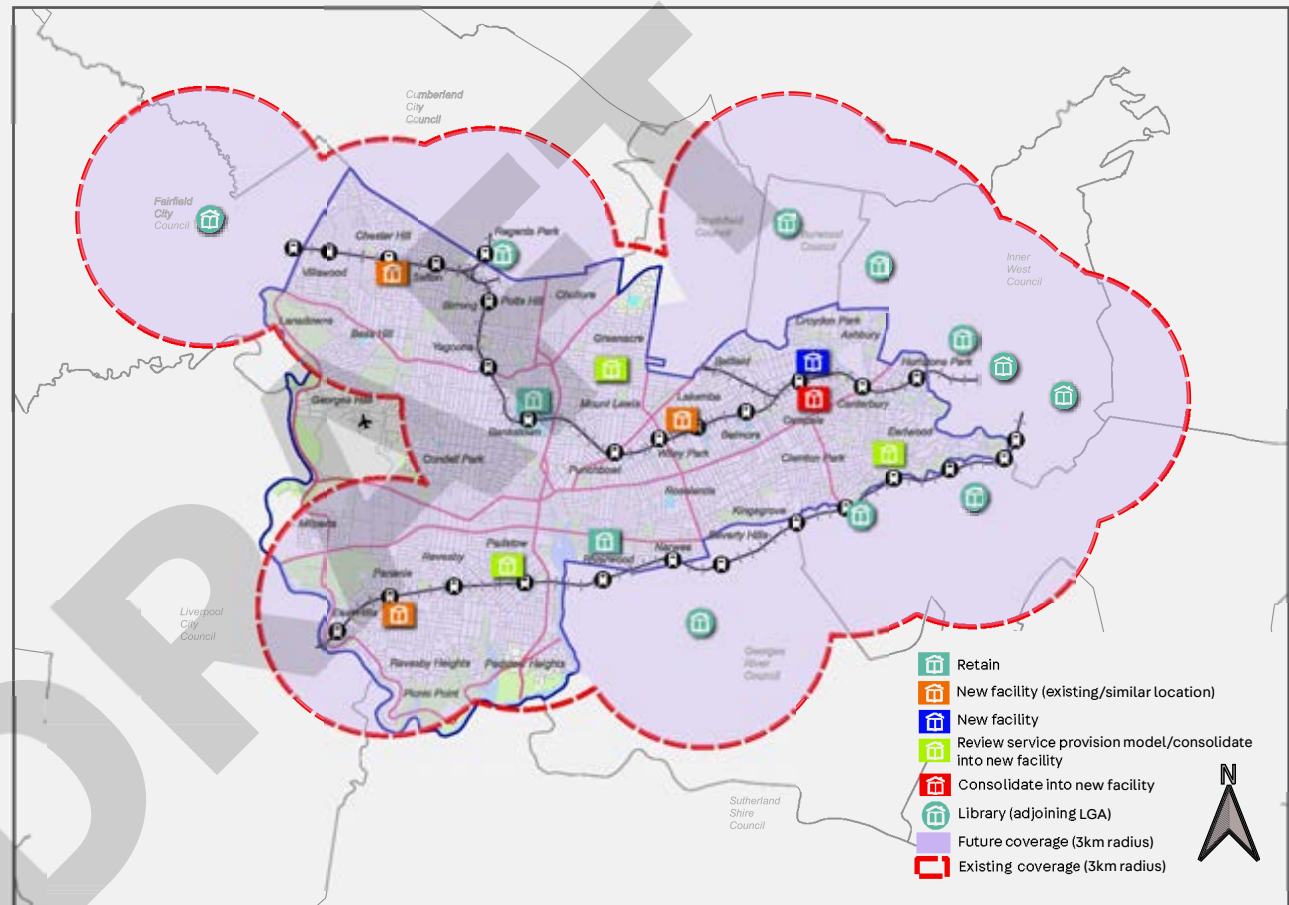 Cumberland
City
Council
Fairfield
City
Council
Regents Park
Chester Hill
Strathfield
Council
Burwood
Council
Inner
West
Council
Villawood
Sefton
Birrong
Potts Hill
Chullora
Lansdowne
Bass Hill
Yagoona
Greenacre
Croydon Park
Ashbury
Belfield
Hurlstone Park
Georges Hall
Mount Lewis
Lakemba
Campsie
Canterbury
Bankstown
Belmore
Earlwood
Condell Park
Wiley Park
Punchbowl
Clemton Park
Roselands
Kingsgrove
Milperra
Beverly Hills
Revesby
Padstow
Narwee
Riverwood
Panania
East Hills
Liverpool
City
Council
Georges
River
Council
Revesby Heights
Padstow Heights
Picnic Point
Sutherland
Shire
Council
DRAFT
Retain
New facility (existing/similar location)
New facility
Review service provision model/consolidate
into new facility
Consolidate into new facility
Library (adjoining LGA)
Future coverage (3km radius)
Existing coverage (3km radius)
N